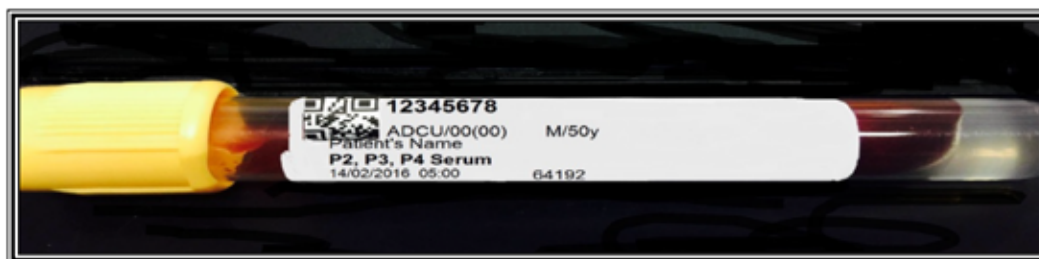 12345678
ADCU/00(00) M/50y
Patient's Name
P2, P3, P4 Serum
14/02/2016 05:00 64192